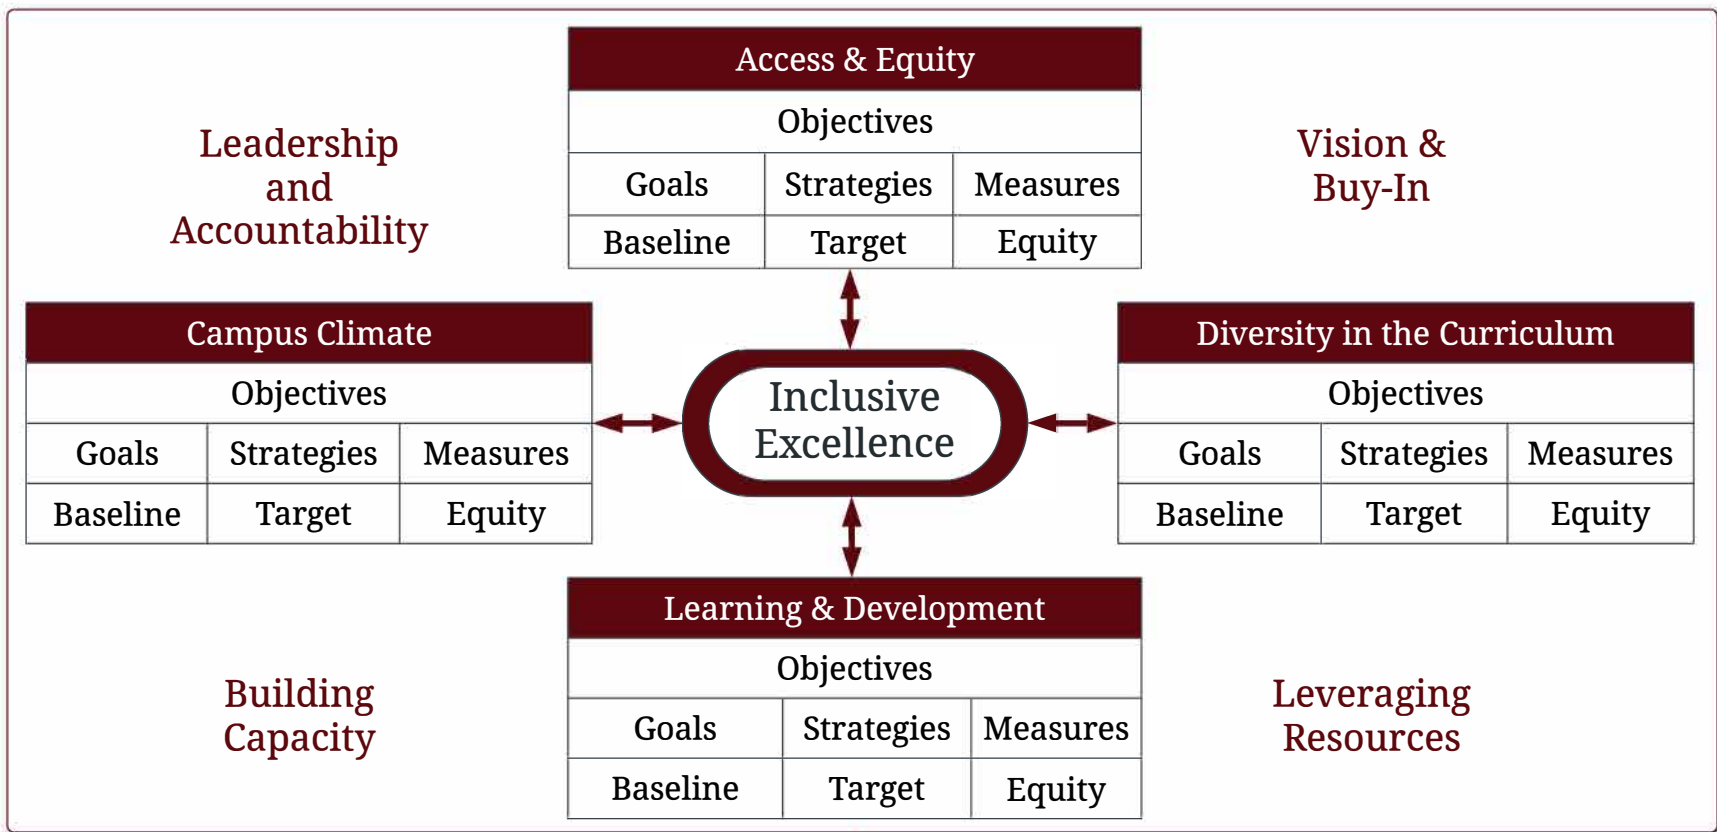 Access & Equity
Objectives
Goals Strategies Measures
Baseline Target Equity
Leadership
and
Accountability
Vision &
Buy-In
Campus Climate
Objectives
Goals Strategies Measures
Baseline Target Equity
Inclusive
Excellence
Diversity in the Curriculum
Objectives
Goals Strategies Measures
Baseline Target Equity
Learning & Development
Objectives
Goals Strategies Measures
Baseline Target Equity
Building
Capacity
Leveraging
Resources